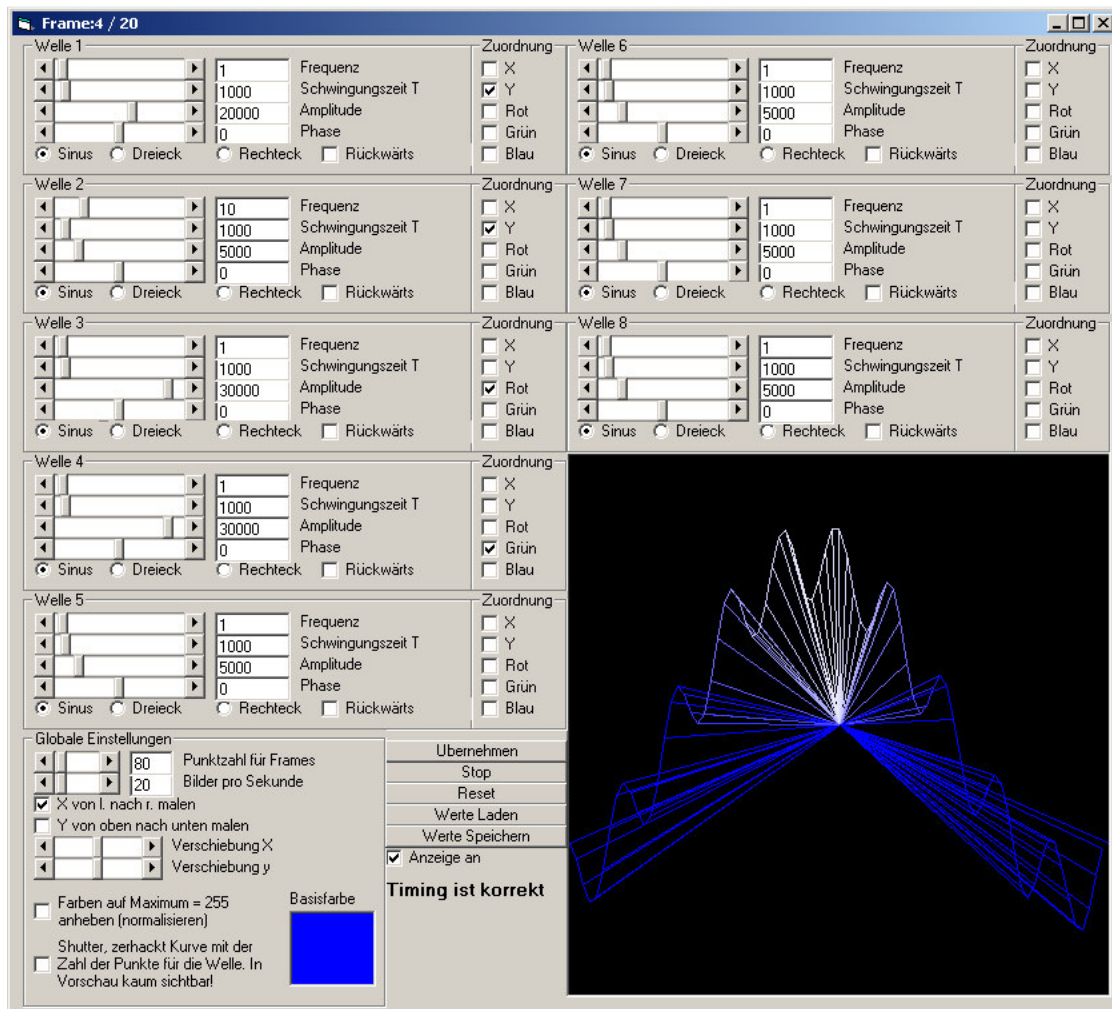 Frame:4 / 20
Welle 1
Zuordnung
1 Frequenz
X
1000 Schwingungszeit T
Y
20000 Amplitude
Rot
0 Phase
Grün
Sinus Dreieck Rechteck Rückwärts
Blau
Welle 6
Zuordnung
1 Frequenz
X
1000 Schwingungszeit T
Y
5000 Amplitude
Rot
0 Phase
Grün
Sinus Dreieck Rechteck Rückwärts
Blau
Welle 2
Zuordnung
10 Frequenz
X
1000 Schwingungszeit T
Y
5000 Amplitude
Rot
0 Phase
Grün
Sinus Dreieck Rechteck Rückwärts
Blau
Welle 7
Zuordnung
1 Frequenz
X
1000 Schwingungszeit T
Y
5000 Amplitude
Rot
0 Phase
Grün
Sinus Dreieck Rechteck Rückwärts
Blau
Welle 3
Zuordnung
1 Frequenz
X
1000 Schwingungszeit T
Y
30000 Amplitude
Rot
0 Phase
Grün
Sinus Dreieck Rechteck Rückwärts
Blau
Welle 8
Zuordnung
1 Frequenz
X
1000 Schwingungszeit T
Y
5000 Amplitude
Rot
0 Phase
Grün
Sinus Dreieck Rechteck Rückwärts
Blau
Welle 4
Zuordnung
1 Frequenz
X
1000 Schwingungszeit T
Y
30000 Amplitude
Rot
0 Phase
Grün
Sinus Dreieck Rechteck Rückwärts
Blau
Welle 5
Zuordnung
1 Frequenz
X
1000 Schwingungszeit T
Y
5000 Amplitude
Rot
0 Phase
Grün
Sinus Dreieck Rechteck Rückwärts
Blau
Globale Einstellungen
80 Punktzahl für Frames
20 Bilder pro Sekunde
X von l. nach r. malen
Y von oben nach unten malen
Verschiebung X
Verschiebung y
Farben auf Maximum = 255
anheben (normalisieren)
Shutter, zerhackt Kurve mit der
Zahl der Punkte für die Welle. In
Vorschau kaum sichtbar!
Basisfarbe
Übernehmen
Stop
Reset
Werte Laden
Werte Speichern
Anzeige an
Timing ist korrekt